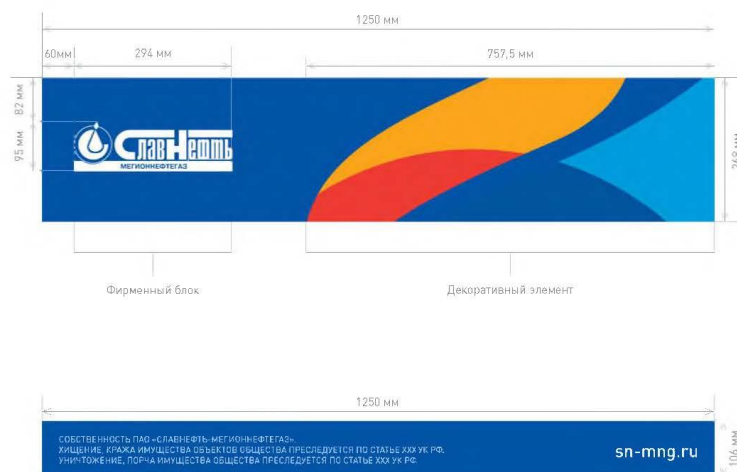 1250 мм
60мм
294 мм
757,5 мм
82 мм
95 мм
268 мм
СлавНефть
МЕГИОННЕФТЕГАЗ
Фирменный блок
Декоративный элемент
1250 мм
СОБСТВЕННОСТЬ ПАО «СЛАВНЕФТЬ-МЕГИОННЕФТЕГАЗ».
ХИЩЕНИЕ, КРАЖА ИМУЩЕСТВА ОБЪЕКТОВ ОБЩЕСТВА ПРЕСЛЕДУЕТСЯ ПО СТАТЬЕ XXX УК РФ.
УНИЧТОЖЕНИЕ, ПОРЧА ИМУЩЕСТВА ОБЩЕСТВА ПРЕСЛЕДУЕТСЯ ПО СТАТЬЕ XXX УК РФ.
sn-mng.ru
106 мм